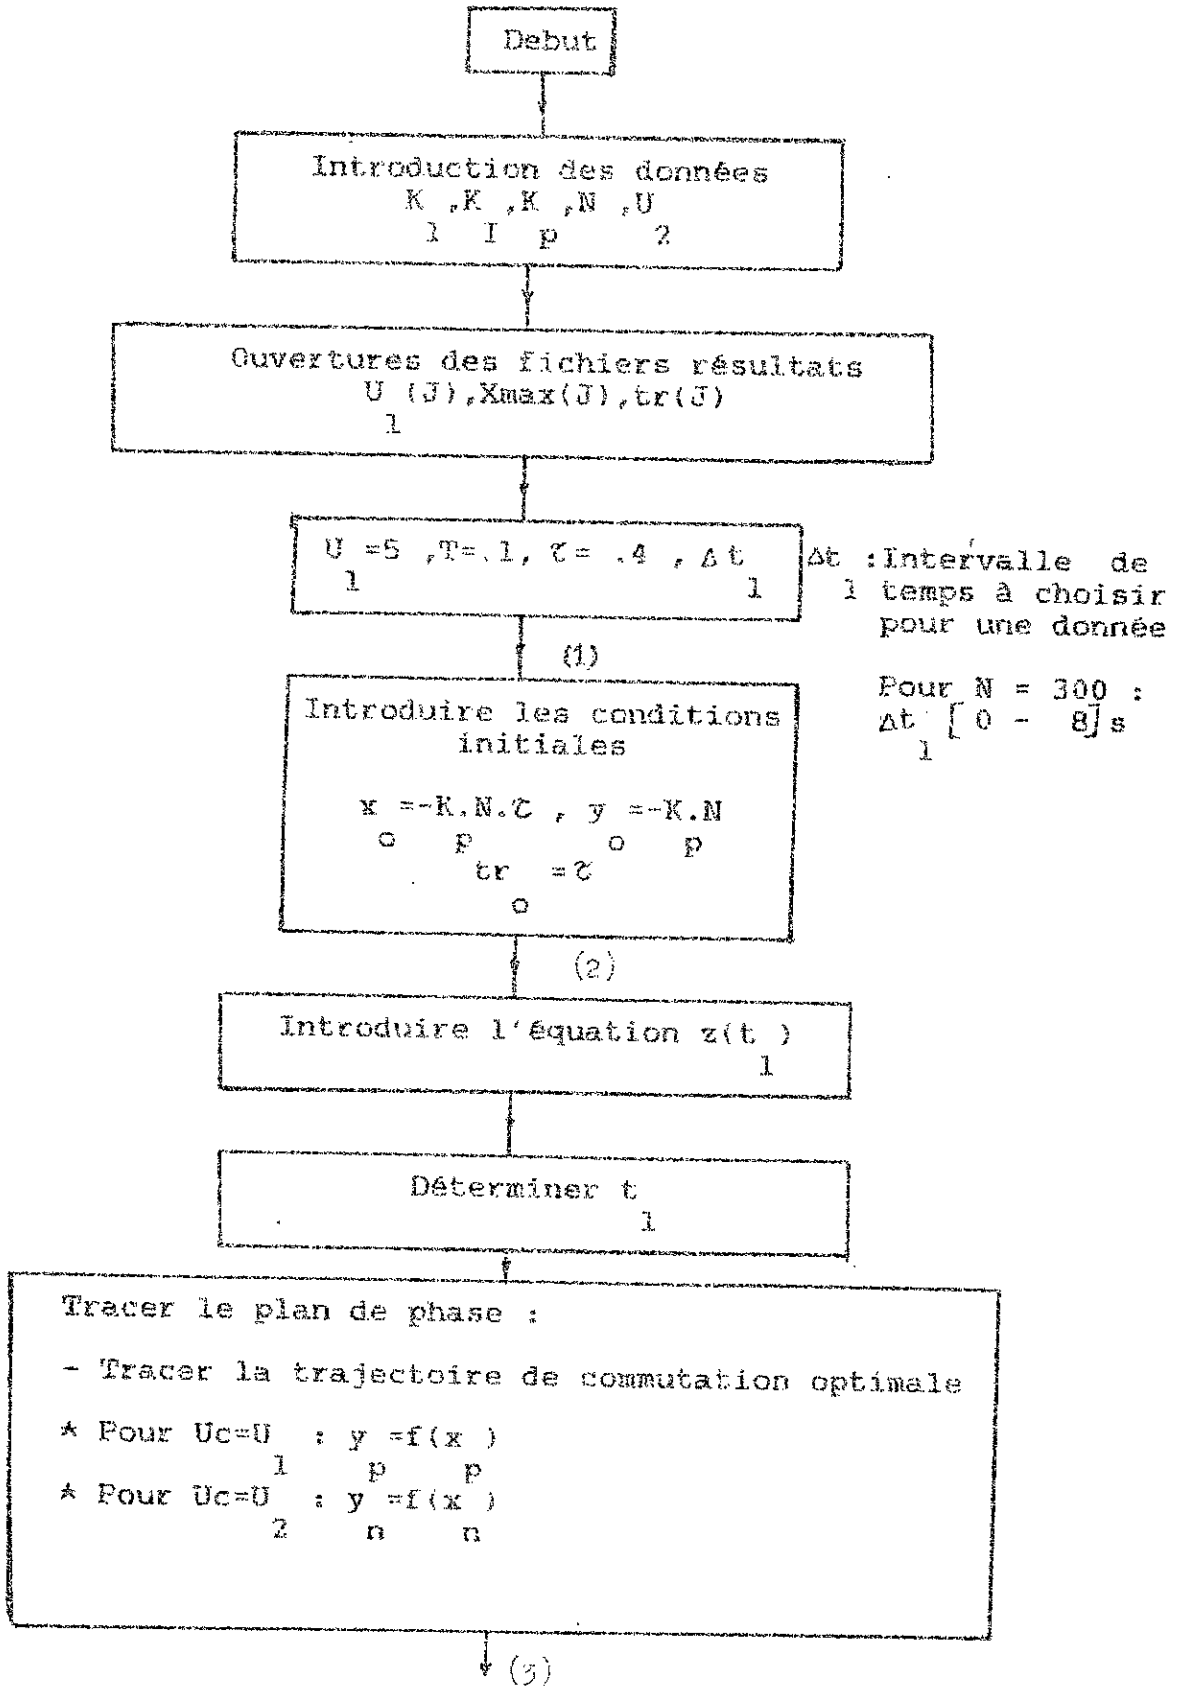 Debut
Introduction des données
K ,K ,K ,N ,U
1 I p 2
Ouvertures des fichiers résultats
U (J),Xmax(J),tr(J)
1
U =5 ,T=.1, τ= .4 , Δt
1 1
Δt :Intervalle de
1 temps à choisir
pour une donnée
Pour N = 300 :
Δt [ 0 - 8] s
1
(1)
Introduire les conditions
initiales
x =-K.N.τ , y =-K.N
o p o p
tr =τ
o
(2)
Introduire l'équation z(t )
1
Déterminer t
1
Tracer le plan de phase :
- Tracer la trajectoire de commutation optimale
* Pour Uc=U : y =f(x )
1 p p
* Pour Uc=U : y =f(x )
2 n n
(3)